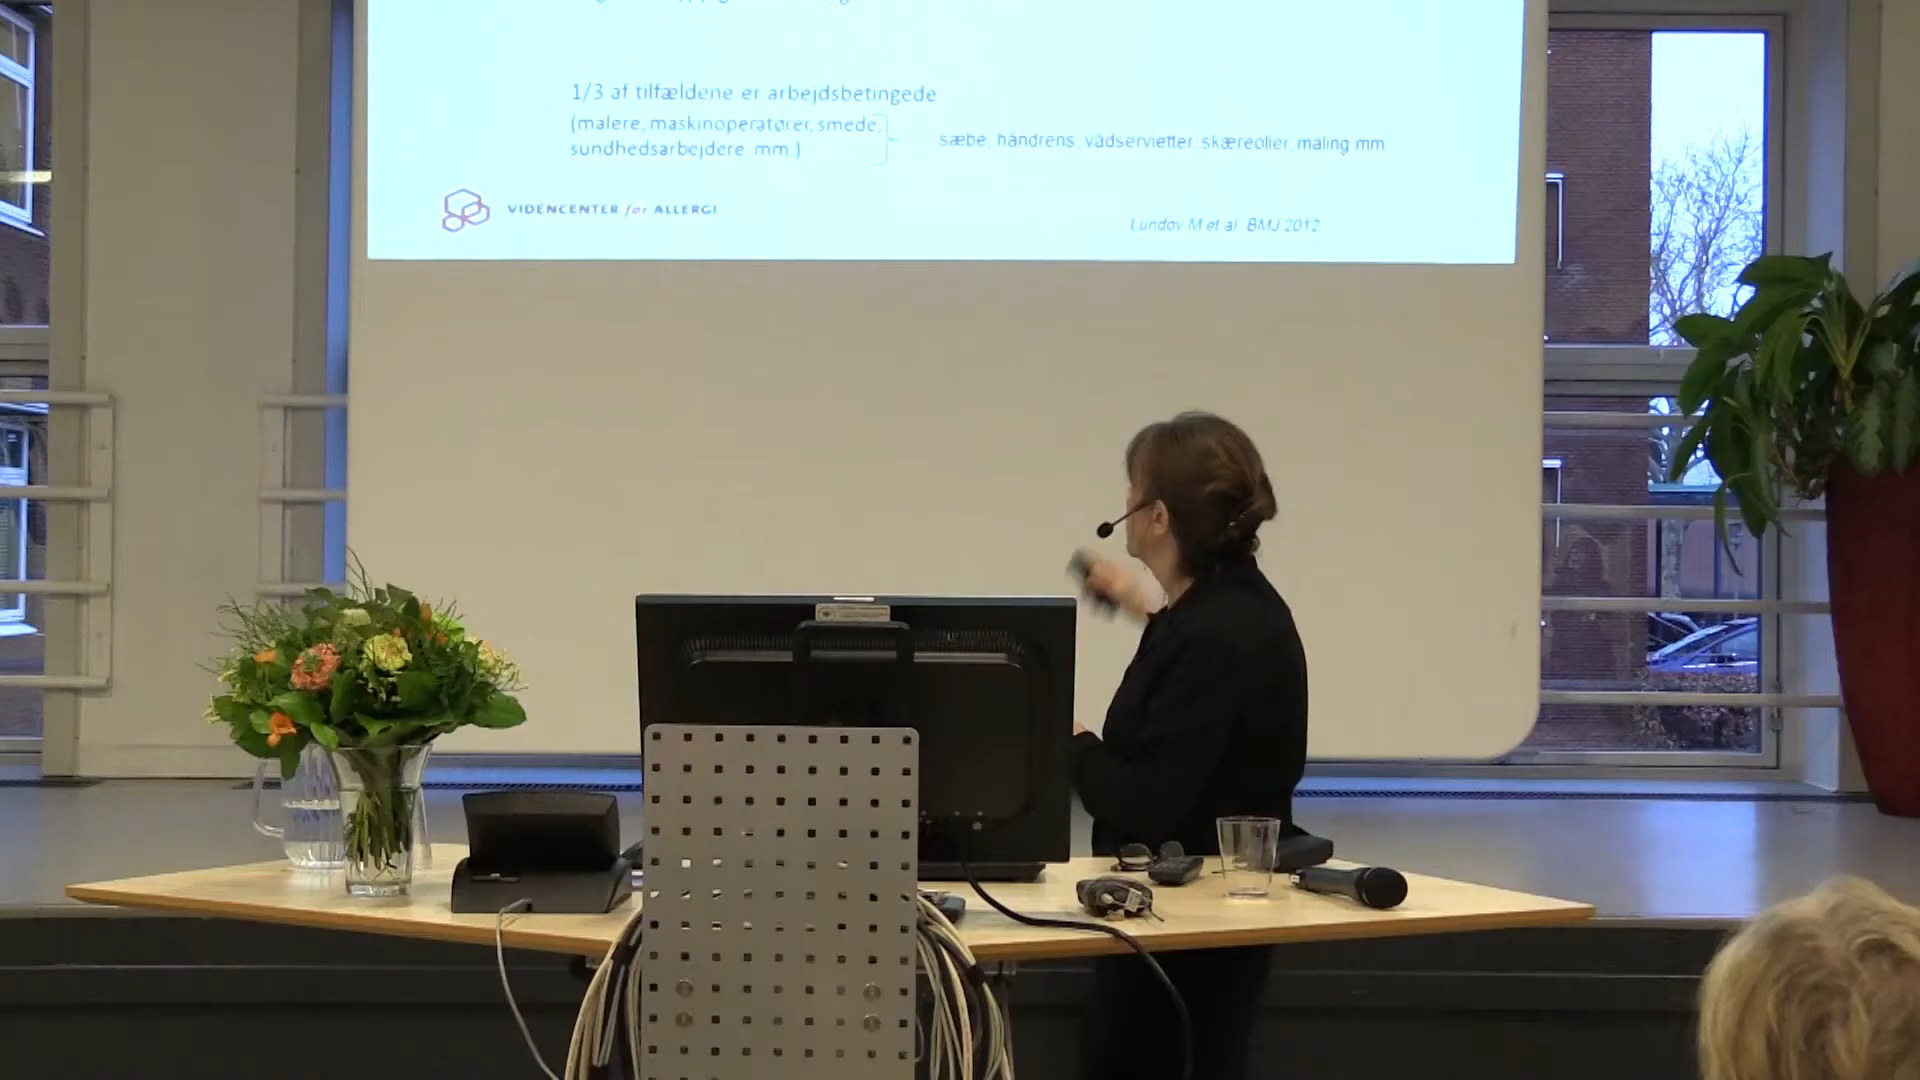 1/3 af tilfældene er arbejdsbetingede
(malere, maskinoperatører, smede,
sundhedsarbejdere mm.)
sæbe, håndrens, vådservietter, skæreolier, maling mm
VIDENCENTER for ALLERGI
Lundov M et al. BMJ 2012